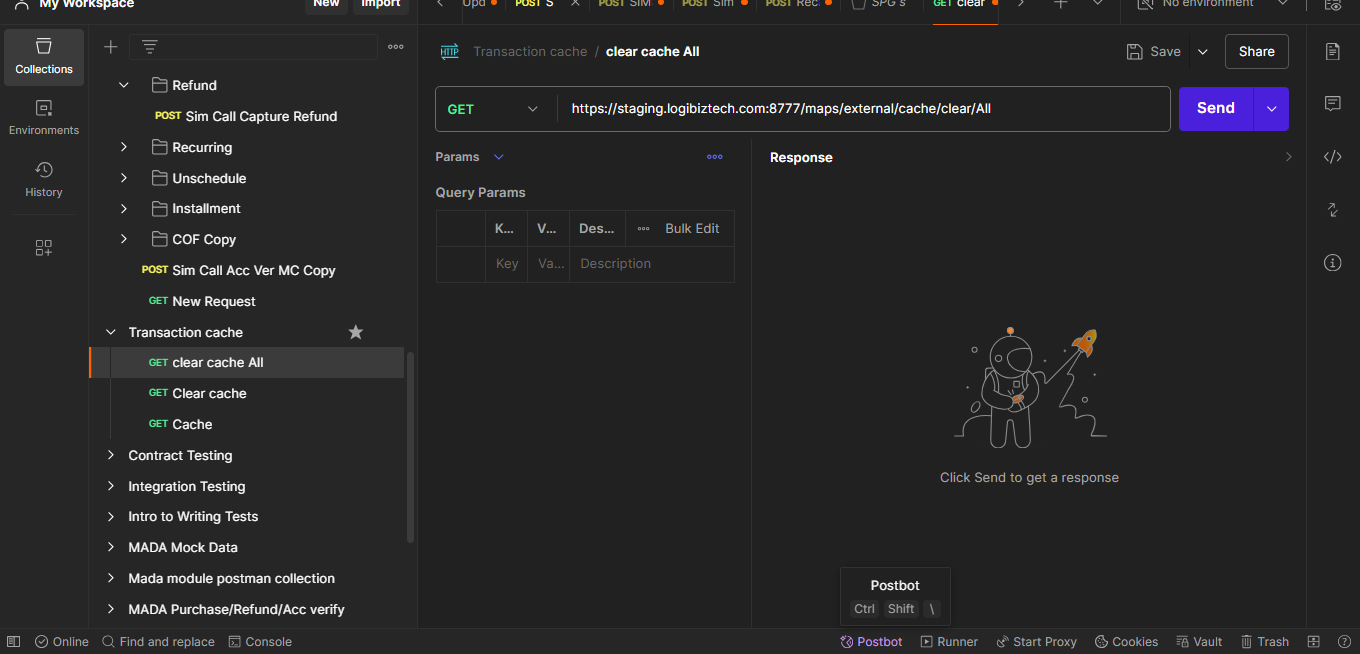 My Workspace
New
Import
Upd
POST S
POST SIM
POST Sim
POST Rec
SPG's
GET clear
No environment
Collections
Environments
History
Refund
POST Sim Call Capture Refund
Recurring
Unschedule
Installment
COF Copy
POST Sim Call Acc Ver MC Copy
GET New Request
Transaction cache
GET clear cache All
GET Clear cache
GET Cache
Contract Testing
Integration Testing
Intro to Writing Tests
MADA Mock Data
Mada module postman collection
MADA Purchase/Refund/Acc verify
HTTP Transaction cache / clear cache All
Save
Share
GET
https://staging.logibiztech.com:8777/maps/external/cache/clear/All
Send
Params
Query Params
K... V... Des... Bulk Edit
Key Va... Description
Response
Click Send to get a response
Postbot
Ctrl Shift \
Online
Find and replace
Console
Postbot
Runner
Start Proxy
Cookies
Vault
Trash